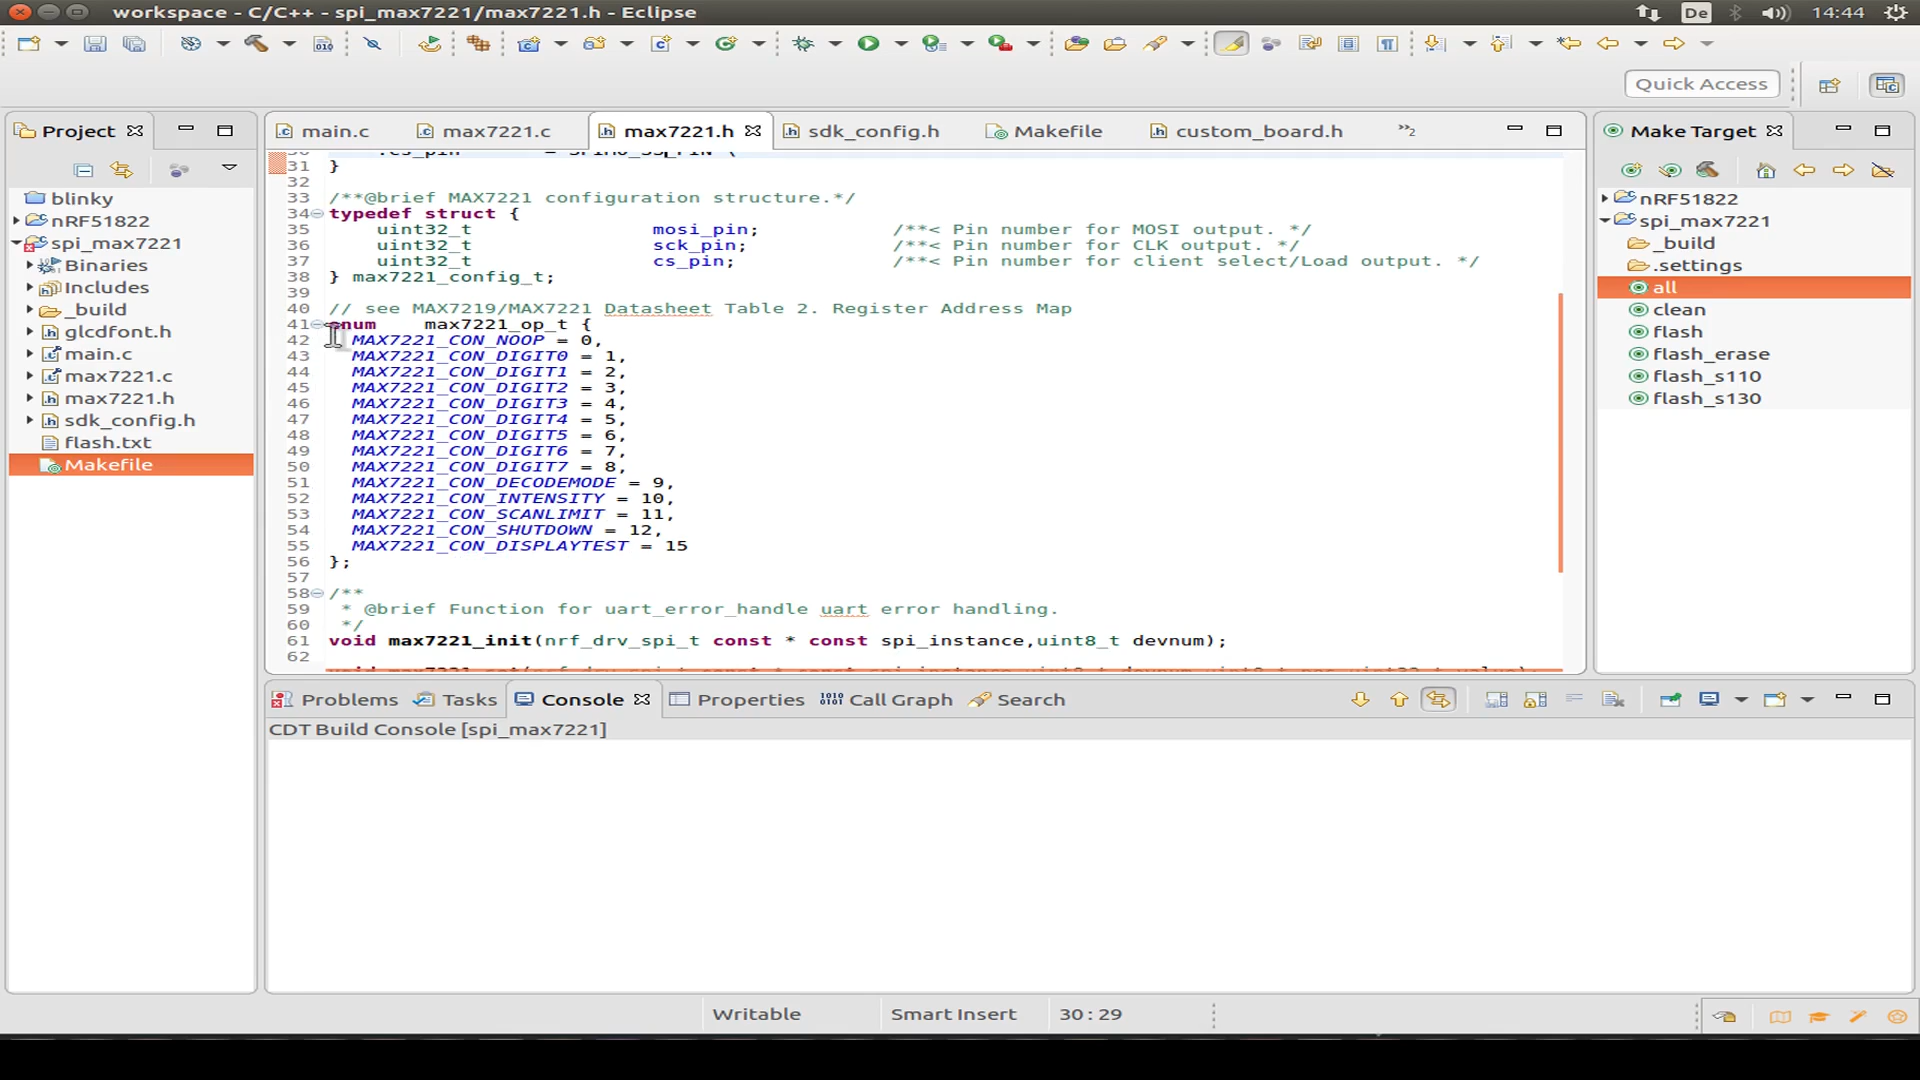 workspace - C/C++ - spi_max7221/max7221.h - Eclipse
De
14:44
Quick Access
Project
main.c
max7221.c
max7221.h
sdk_config.h
Makefile
custom_board.h
»2
Make Target
blinky
nRF51822
spi_max7221
Binaries
Includes
_build
glcdfont.h
main.c
max7221.c
max7221.h
sdk_config.h
flash.txt
Makefile
31 }
32
33 /**@brief MAX7221 configuration structure.*/
34 typedef struct {
35 uint32_t mosi_pin; /**< Pin number for MOSI output. */
36 uint32_t sck_pin; /**< Pin number for CLK output. */
37 uint32_t cs_pin; /**< Pin number for client select/Load output. */
38 } max7221_config_t;
39
40 // see MAX7219/MAX7221 Datasheet Table 2. Register Address Map
41 enum max7221_op_t {
42 MAX7221_CON_NOOP = 0,
43 MAX7221_CON_DIGIT0 = 1,
44 MAX7221_CON_DIGIT1 = 2,
45 MAX7221_CON_DIGIT2 = 3,
46 MAX7221_CON_DIGIT3 = 4,
47 MAX7221_CON_DIGIT4 = 5,
48 MAX7221_CON_DIGIT5 = 6,
49 MAX7221_CON_DIGIT6 = 7,
50 MAX7221_CON_DIGIT7 = 8,
51 MAX7221_CON_DECODEMODE = 9,
52 MAX7221_CON_INTENSITY = 10,
53 MAX7221_CON_SCANLIMIT = 11,
54 MAX7221_CON_SHUTDOWN = 12,
55 MAX7221_CON_DISPLAYTEST = 15
56 };
57
58 /**
59 * @brief Function for uart_error_handle uart error handling.
60 */
61 void max7221_init(nrf_drv_spi_t const * const spi_instance,uint8_t devnum);
62
nRF51822
spi_max7221
_build
.settings
all
clean
flash
flash_erase
flash_s110
flash_s130
Problems
Tasks
Console
Properties
Call Graph
Search
CDT Build Console [spi_max7221]
Writable
Smart Insert
30 : 29